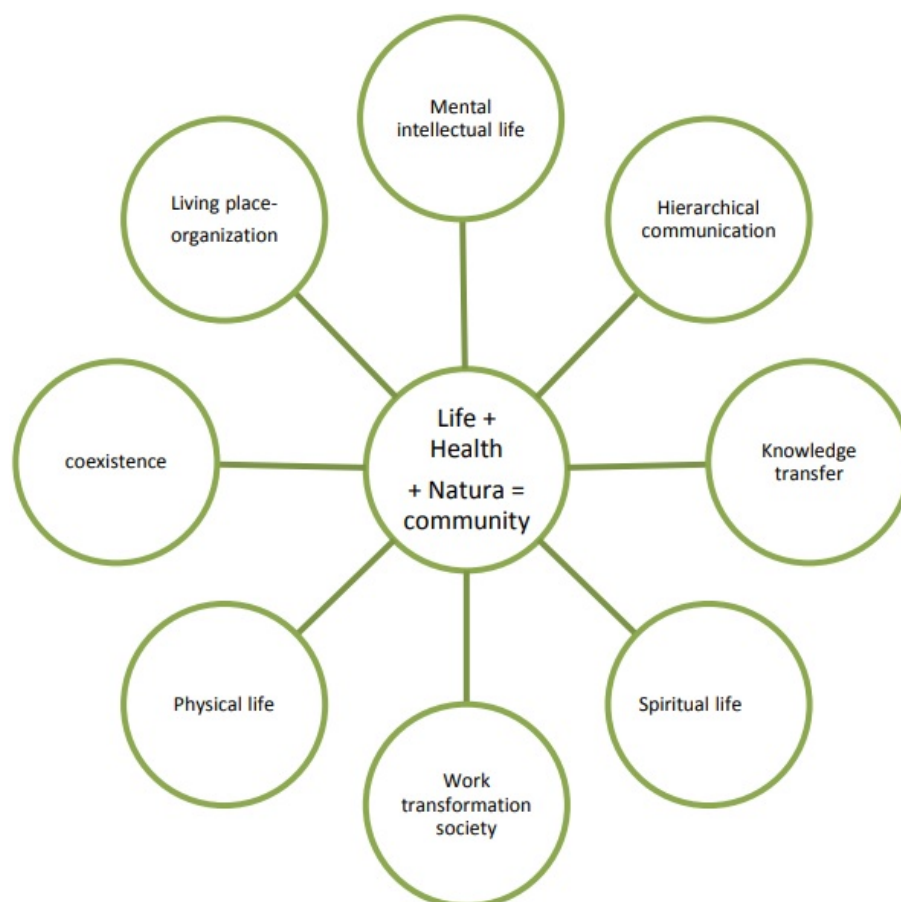 Mental
intellectual life
Hierarchical
communication
Living place-
organization
Life +
Health
+ Natura =
community
Knowledge
transfer
coexistence
Physical life
Spiritual life
Work
transformation
society